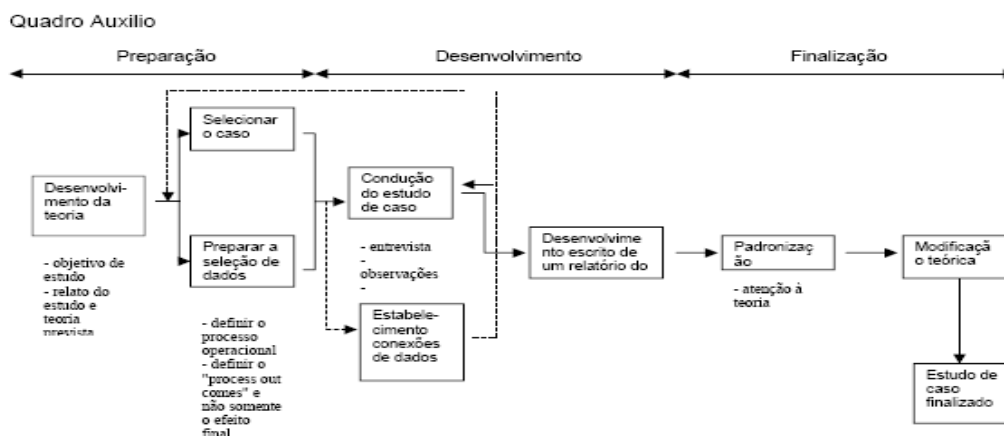 Quadro Auxilio
Preparação
Desenvolvimento
Finalização
Selecionar
o caso
Desenvolvi-
mento da
teoria
- objetivo de
estudo
- relato do
estudo e
teoria
prevista
Preparar a
seleção de
dados
- definir o
processo
operacional
- definir o
"process out
comes" e
não somente
o efeito
final
Condução
do estudo
de caso
- entrevista
-
observações
-
Estabele-
cimento
conexões
de dados
Desenvolvime
nto escrito de
um relatório do
Padronizaç
ão
- atenção à
teoria
Modificaçã
o teórica
Estudo de
caso
finalizado